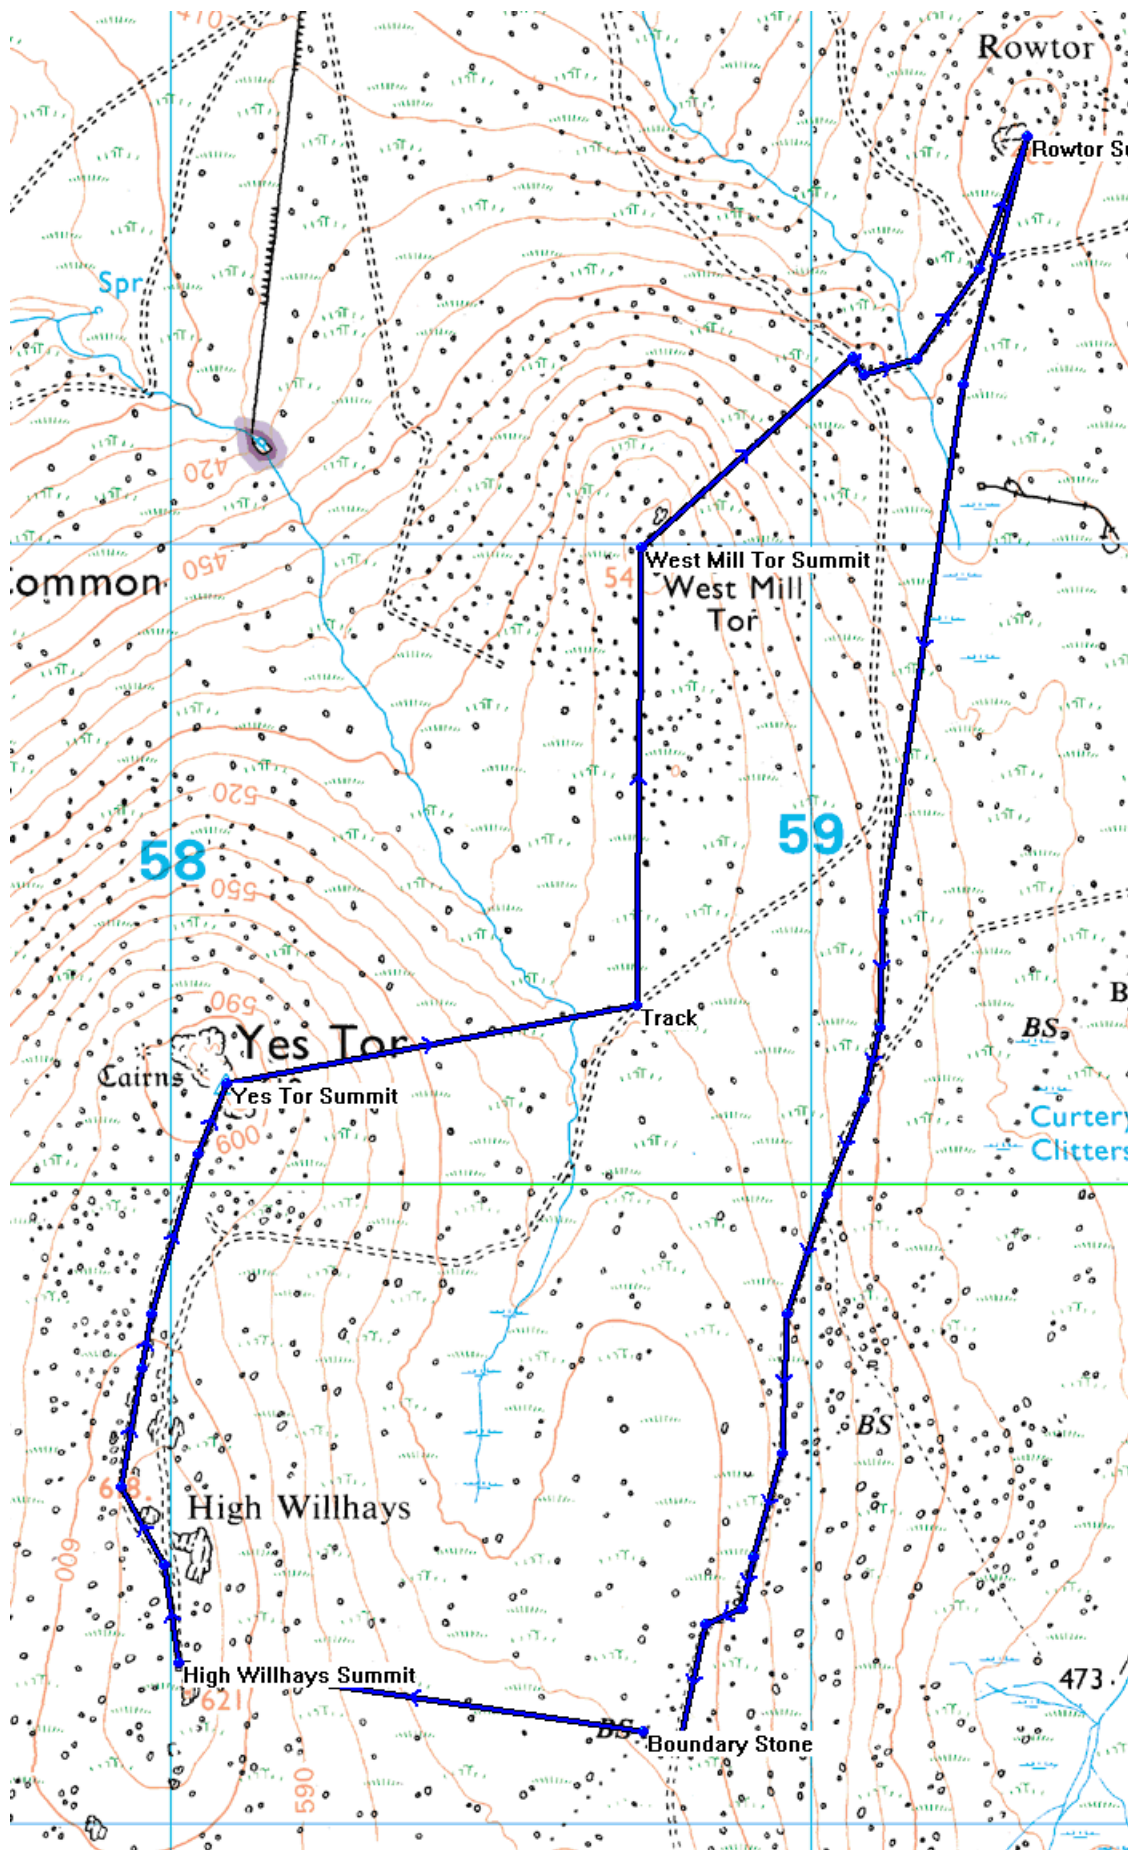 410
Rowtor
Rowtor Su
Spr
420
450
ommon
West Mill Tor Summit
54
West Mill
Tor
520
58
59
550
590
Yes Tor
Track
B
BS
Cairns
Yes Tor Summit
600
Curtery
Clitters
BS
618
High Willhays
600
High Willhays Summit
621
473
BS
Boundary Stone
590